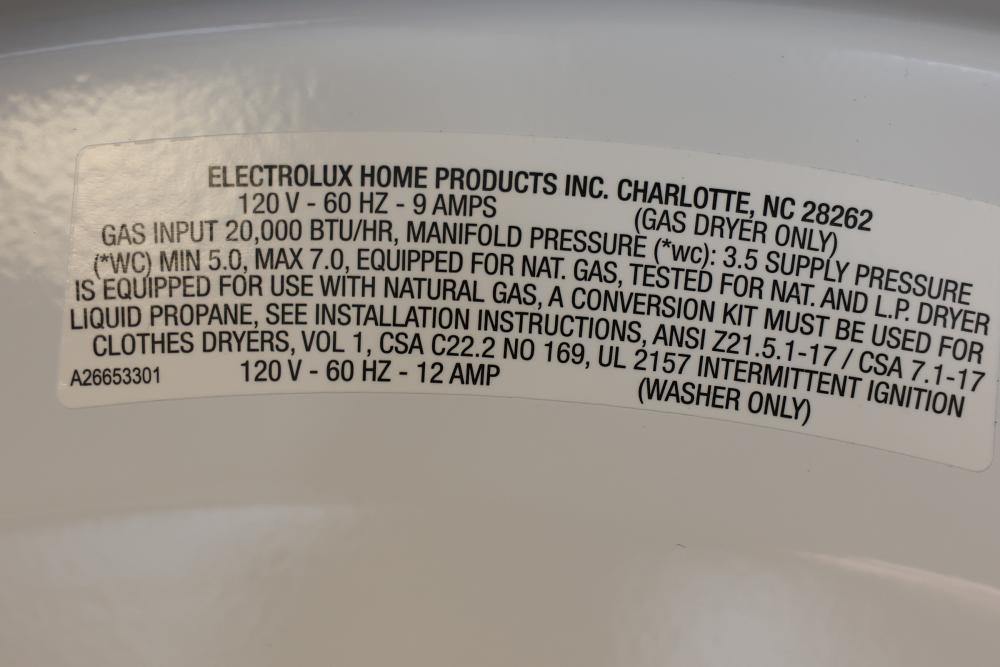 ELECTROLUX HOME PRODUCTS INC. CHARLOTTE, NC 28262
120 V - 60 HZ - 9 AMPS (GAS DRYER ONLY)
GAS INPUT 20,000 BTU/HR, MANIFOLD PRESSURE (*wc): 3.5 SUPPLY PRESSURE
(*WC) MIN 5.0, MAX 7.0, EQUIPPED FOR NAT. GAS, TESTED FOR NAT. AND L.P. DRYER
IS EQUIPPED FOR USE WITH NATURAL GAS, A CONVERSION KIT MUST BE USED FOR
LIQUID PROPANE, SEE INSTALLATION INSTRUCTIONS, ANSI Z21.5.1-17 / CSA 7.1-17
CLOTHES DRYERS, VOL 1, CSA C22.2 NO 169, UL 2157 INTERMITTENT IGNITION
A26653301 120 V - 60 HZ - 12 AMP (WASHER ONLY)